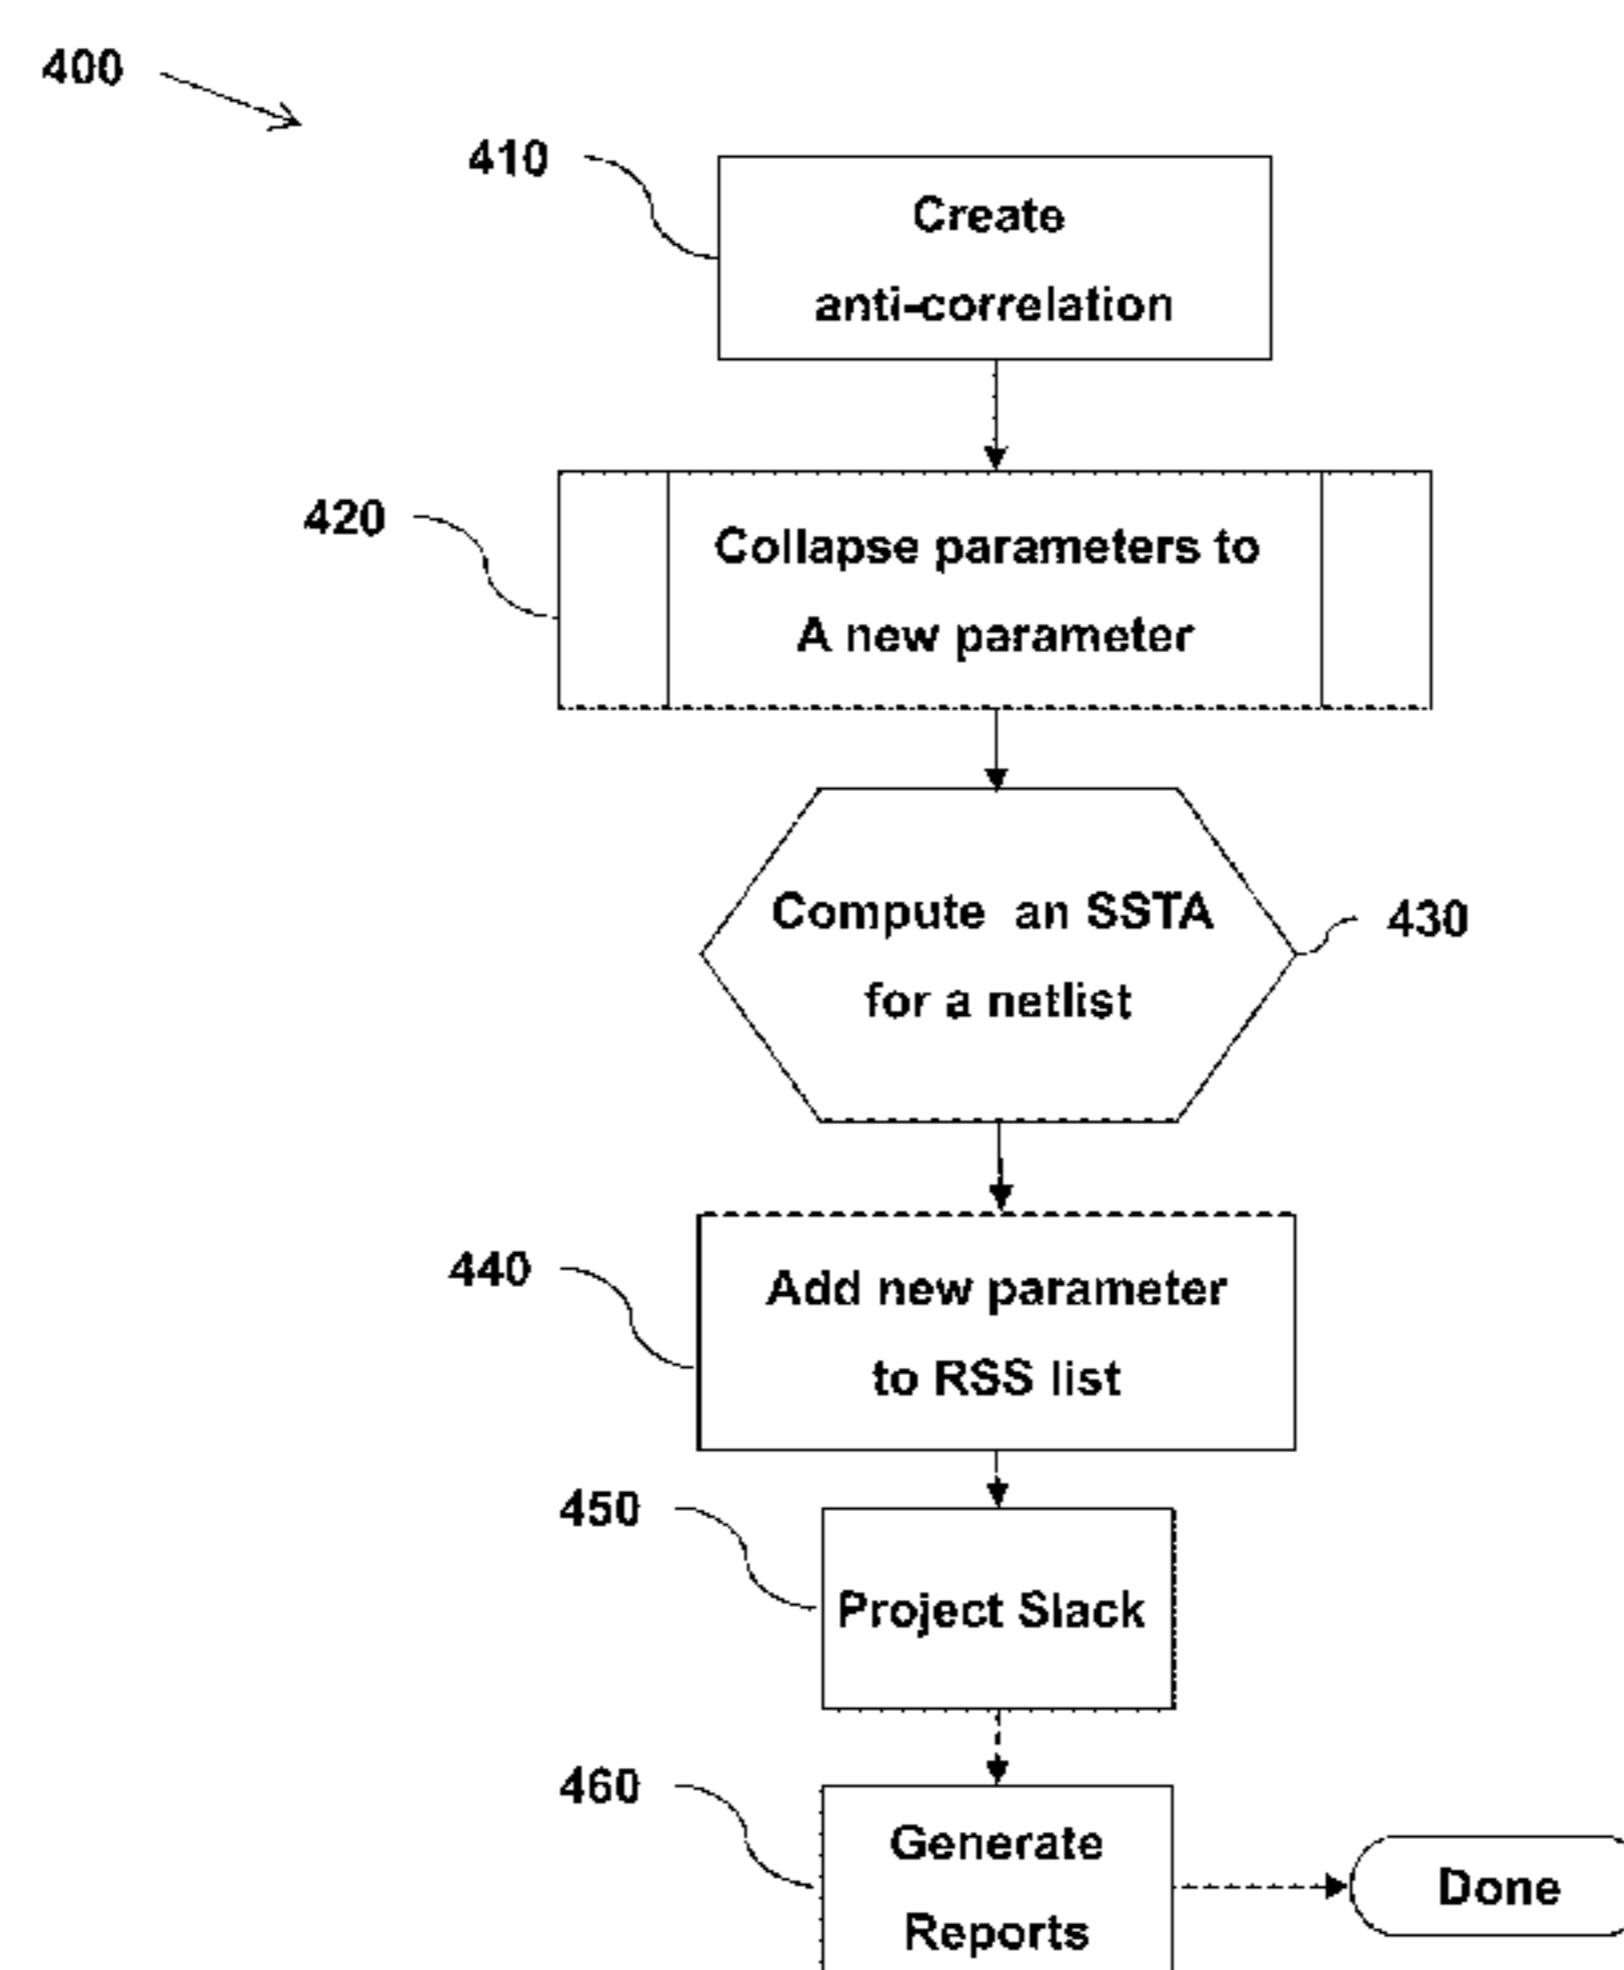 400
410
Create
anti-correlation
420
Collapse parameters to
A new parameter
Compute an SSTA
for a netlist
430
440
Add new parameter
to RSS list
450
Project Slack
460
Generate
Reports
Done